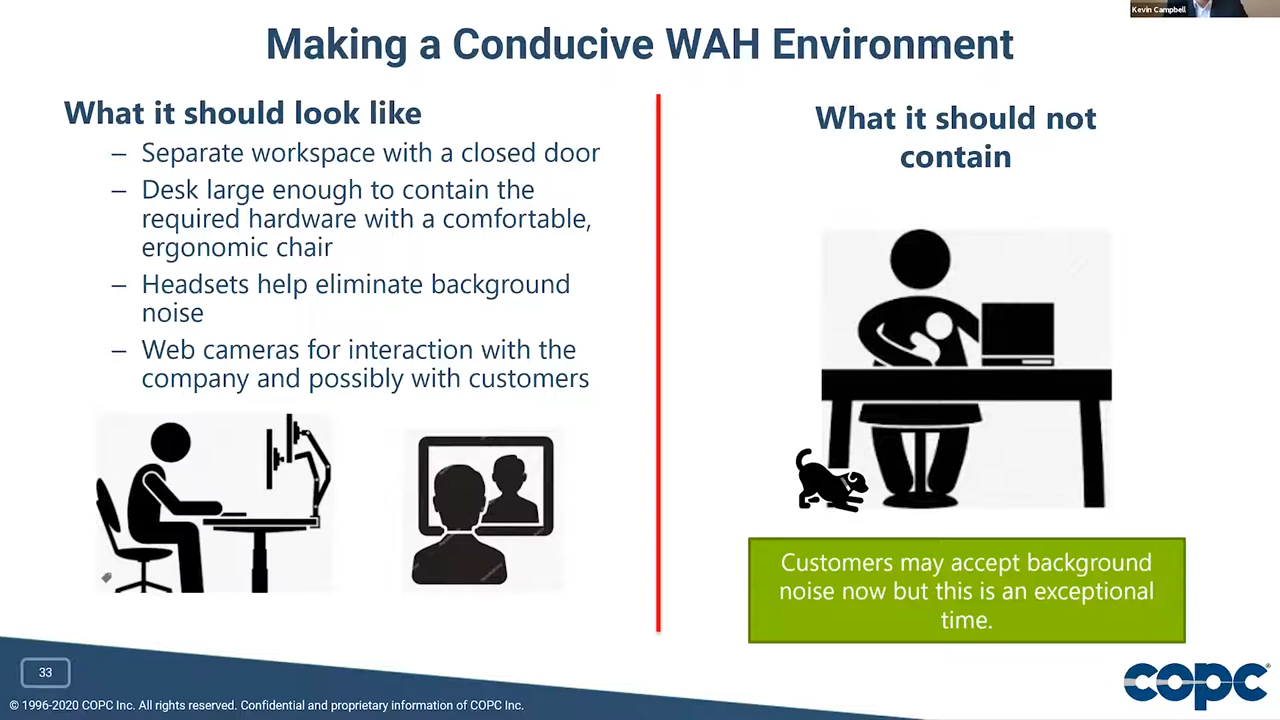 Kevin Campbell
Making a Conducive WAH Environment
What it should look like
– Separate workspace with a closed door
– Desk large enough to contain the
required hardware with a comfortable,
ergonomic chair
– Headsets help eliminate background
noise
– Web cameras for interaction with the
company and possibly with customers
What it should not
contain
Customers may accept background
noise now but this is an exceptional
time.
33
© 1996-2020 COPC Inc. All rights reserved. Confidential and proprietary information of COPC Inc.
copc®